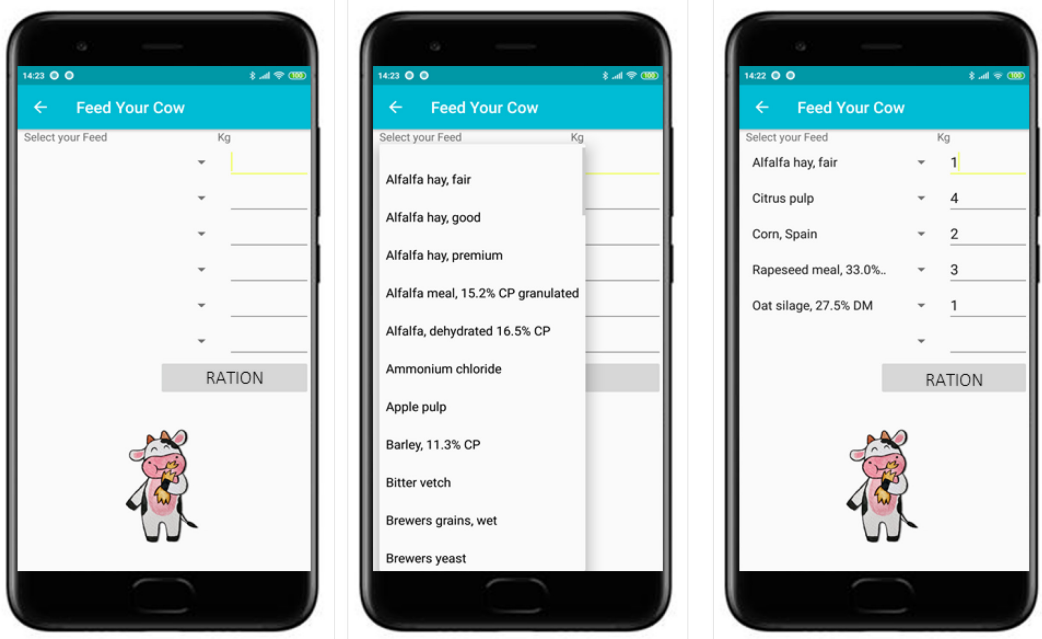 14:23 100
Feed Your Cow
Select your Feed Kg
RATION
14:23 100
Feed Your Cow
Select your Feed Kg
Alfalfa hay, fair
Alfalfa hay, good
Alfalfa hay, premium
Alfalfa meal, 15.2% CP granulated
Alfalfa, dehydrated 16.5% CP
Ammonium chloride
Apple pulp
Barley, 11.3% CP
Bitter vetch
Brewers grains, wet
Brewers yeast
14:22 100
Feed Your Cow
Select your Feed Kg
Alfalfa hay, fair 1
Citrus pulp 4
Corn, Spain 2
Rapeseed meal, 33.0%.. 3
Oat silage, 27.5% DM 1
RATION